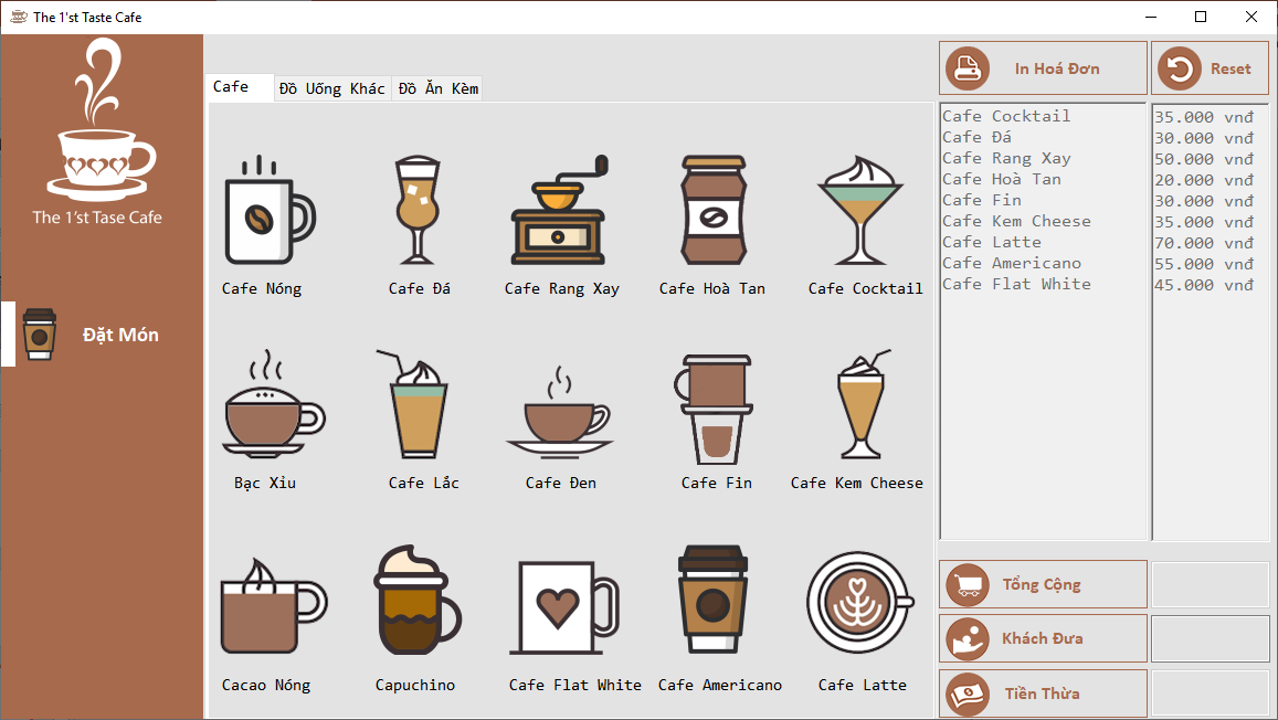 The 1'st Taste Cafe
The 1'st Tase Cafe
Đặt Món
Cafe
Đồ Uống Khác
Đồ Ăn Kèm
Cafe Nóng
Cafe Đá
Cafe Rang Xay
Cafe Hoà Tan
Cafe Cocktail
Bạc Xỉu
Cafe Lắc
Cafe Đen
Cafe Fin
Cafe Kem Cheese
Cacao Nóng
Capuchino
Cafe Flat White
Cafe Americano
Cafe Latte
In Hoá Đơn
Reset
Cafe Cocktail 35.000 vnđ
Cafe Đá 30.000 vnđ
Cafe Rang Xay 50.000 vnđ
Cafe Hoà Tan 20.000 vnđ
Cafe Fin 30.000 vnđ
Cafe Kem Cheese 35.000 vnđ
Cafe Latte 70.000 vnđ
Cafe Americano 55.000 vnđ
Cafe Flat White 45.000 vnđ
Tổng Cộng
Khách Đưa
Tiền Thừa